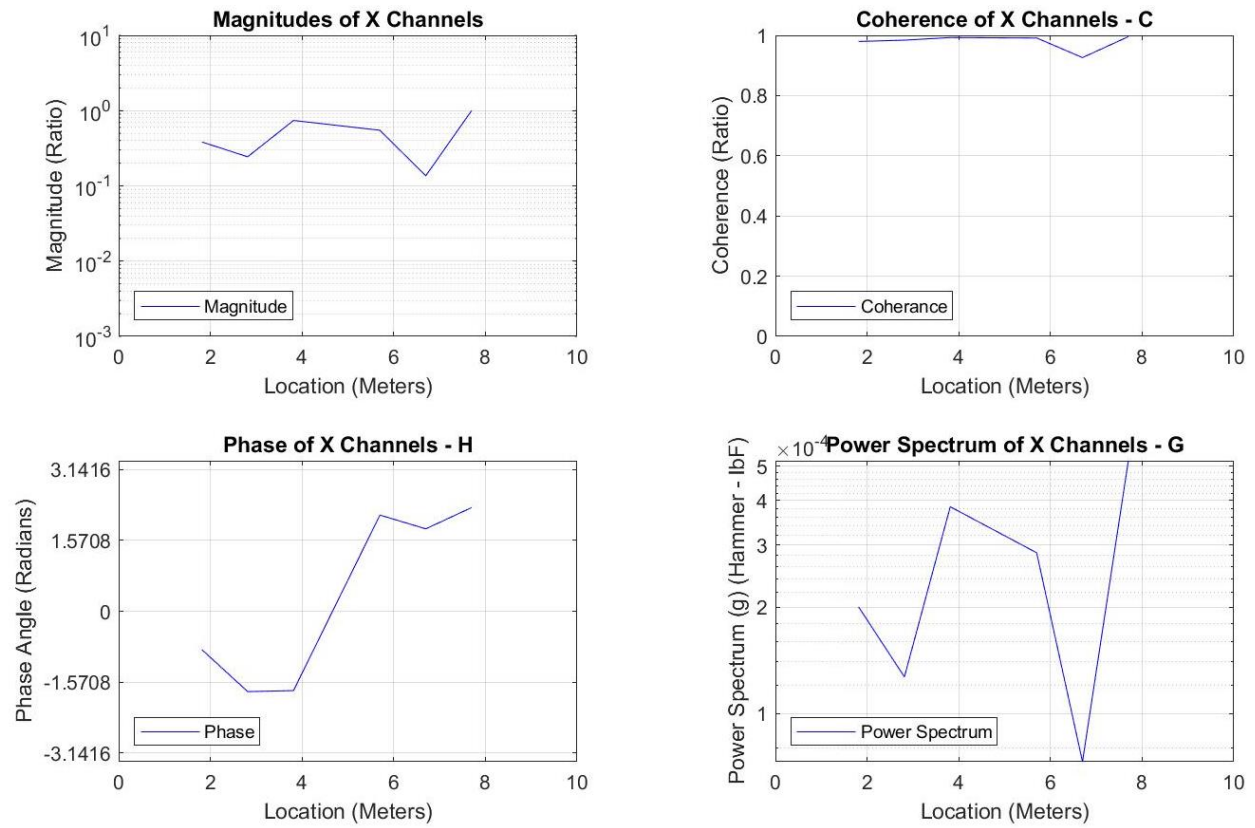 Magnitudes of X Channels
Magnitude (Ratio)
10^1
10^0
10^-1
10^-2
10^-3
Magnitude
0 2 4 6 8 10
Location (Meters)
Coherence of X Channels - C
Coherence (Ratio)
1
0.8
0.6
0.4
0.2
0
Coherance
0 2 4 6 8 10
Location (Meters)
Phase of X Channels - H
Phase Angle (Radians)
3.1416
1.5708
0
-1.5708
-3.1416
Phase
0 2 4 6 8 10
Location (Meters)
×10^-4
Power Spectrum of X Channels - G
Power Spectrum (g) (Hammer - lbF)
5
4
3
2
1
Power Spectrum
0 2 4 6 8 10
Location (Meters)